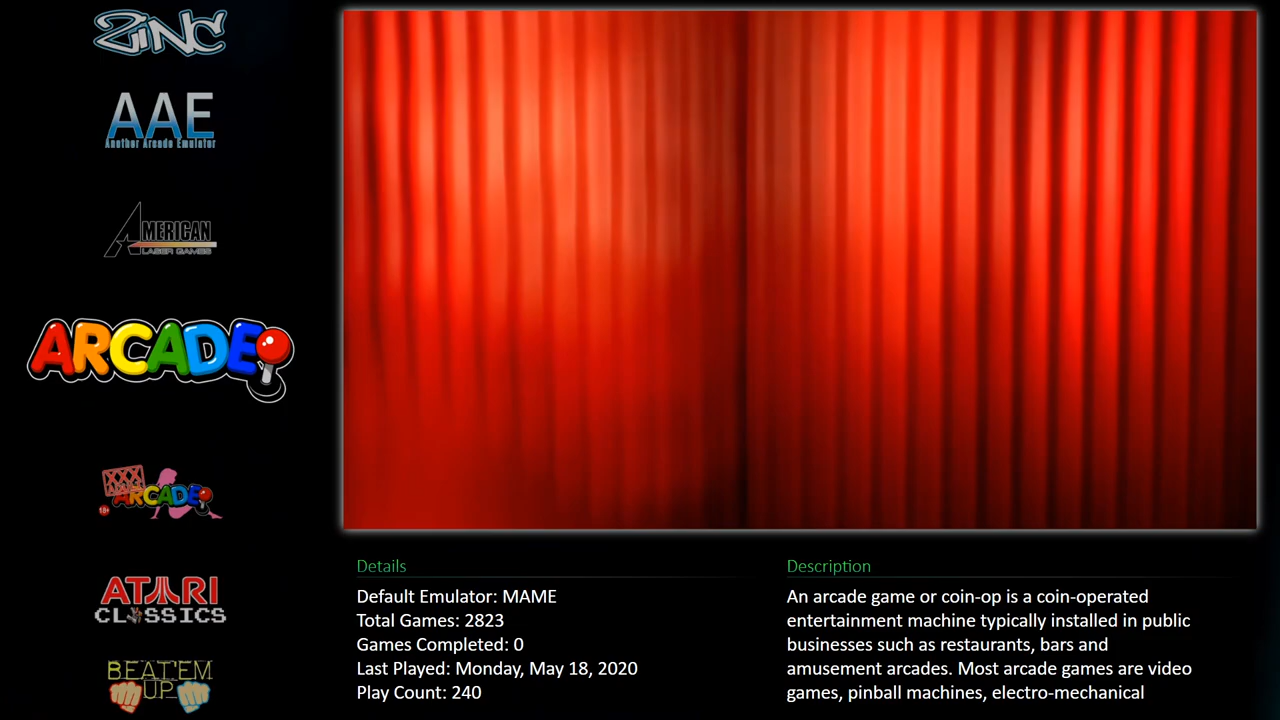 ZiNC
AAE
Another Arcade Emulator
AMERICAN
LASER GAMES
ARCADE
XXX
18+
ARCADE
ATARI
CLASSICS
BEAT'EM
UP
Details
Default Emulator: MAME
Total Games: 2823
Games Completed: 0
Last Played: Monday, May 18, 2020
Play Count: 240
Description
An arcade game or coin-op is a coin-operated
entertainment machine typically installed in public
businesses such as restaurants, bars and
amusement arcades. Most arcade games are video
games, pinball machines, electro-mechanical